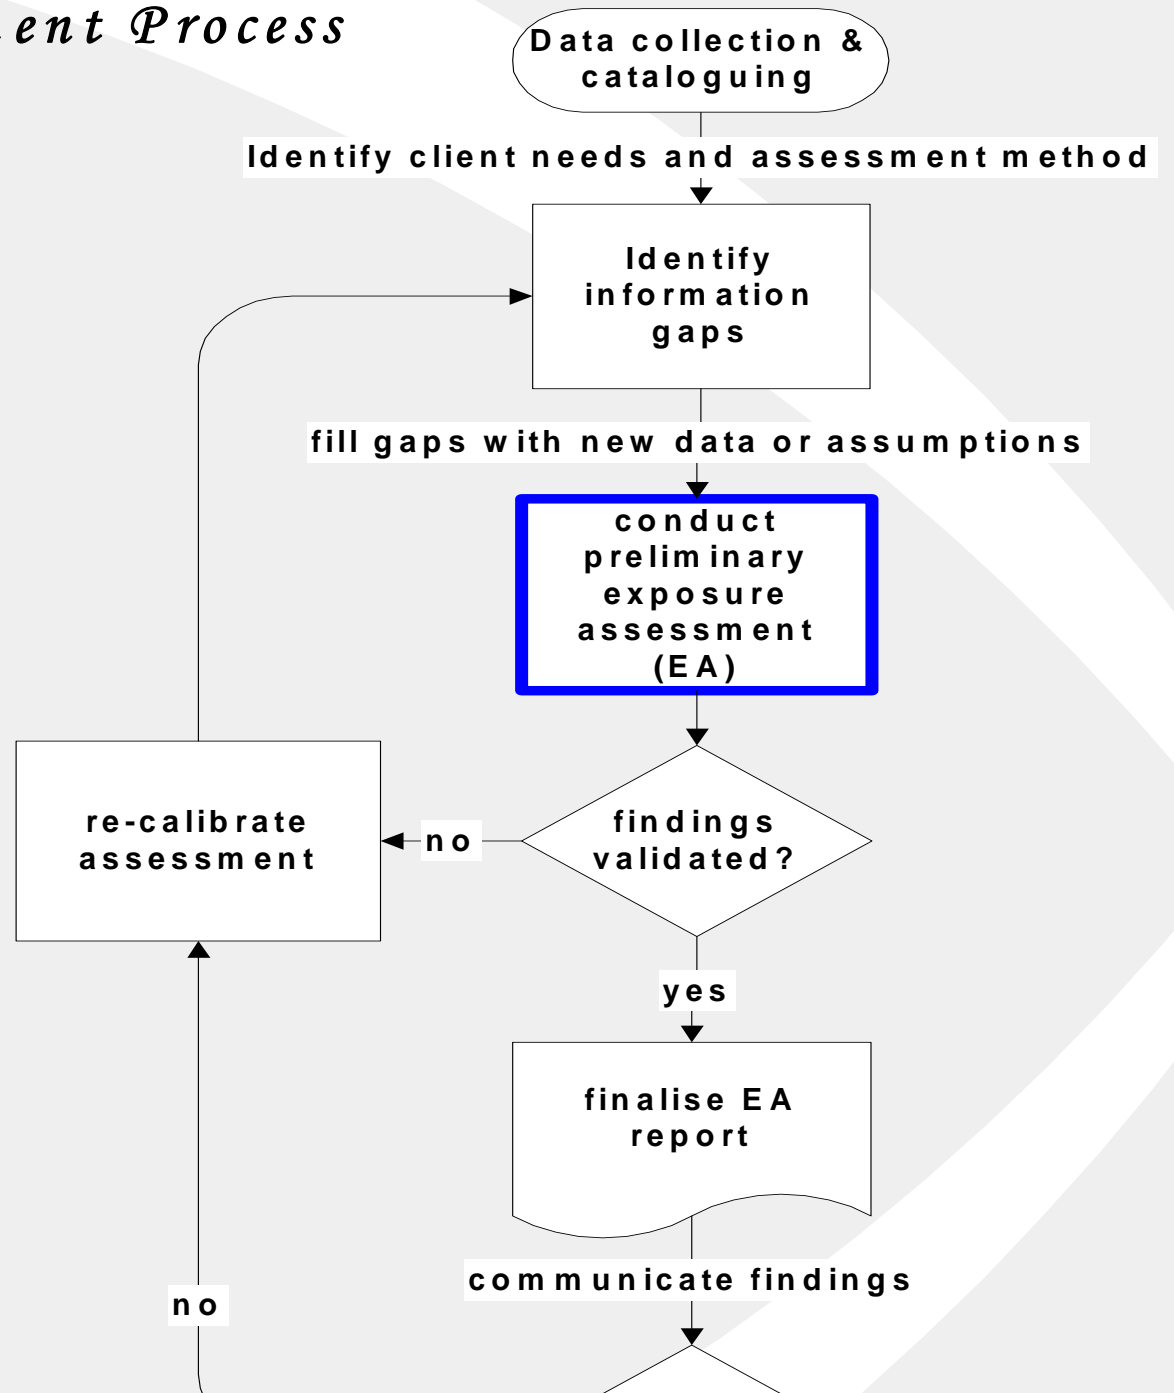 ent Process
Data collection &
cataloguing
Identify client needs and assessment method
Identify
information
gaps
fill gaps with new data or assumptions
conduct
preliminary
exposure
assessment
(EA)
re-calibrate
assessment
no
findings
validated?
yes
finalise EA
report
communicate findings
no